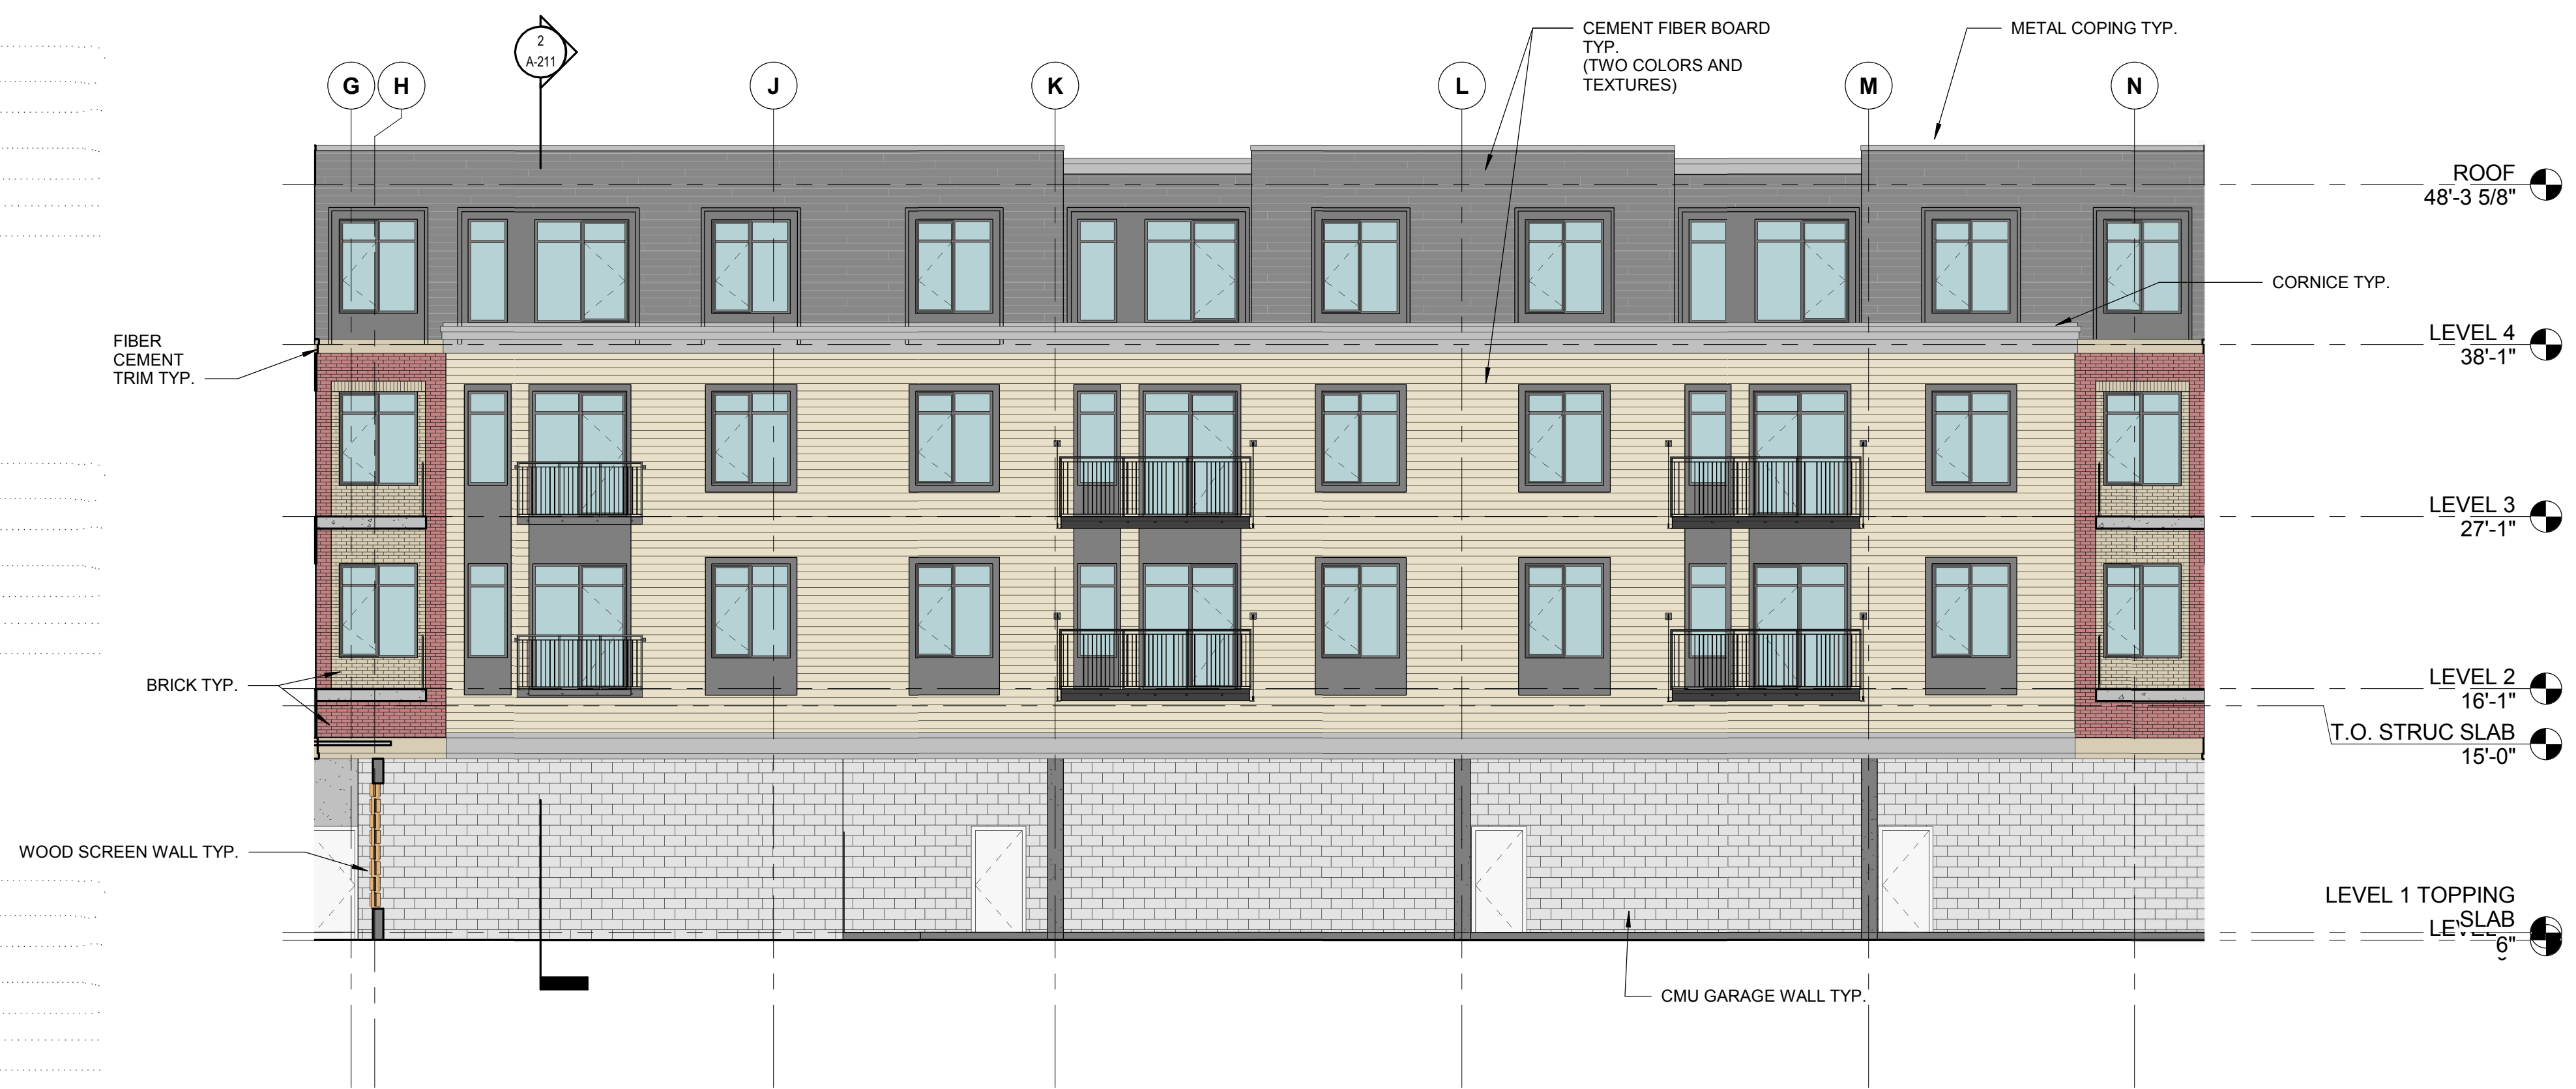 2
A-211
G
H
J
K
L
M
N
CEMENT FIBER BOARD
TYP.
(TWO COLORS AND
TEXTURES)
METAL COPING TYP.
ROOF
48'-3 5/8"
CORNICE TYP.
LEVEL 4
38'-1"
FIBER
CEMENT
TRIM TYP.
LEVEL 3
27'-1"
BRICK TYP.
LEVEL 2
16'-1"
T.O. STRUC SLAB
15'-0"
WOOD SCREEN WALL TYP.
LEVEL 1 TOPPING
SLAB
6"
CMU GARAGE WALL TYP.